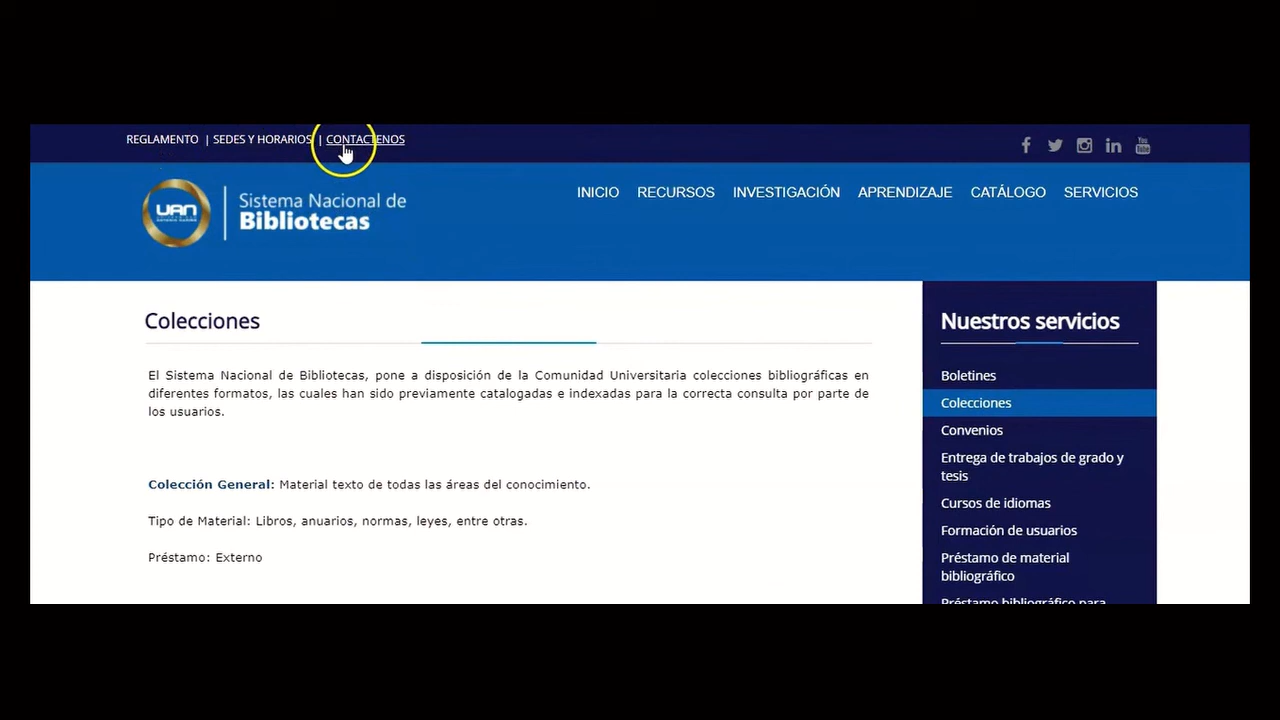 REGLAMENTO | SEDES Y HORARIOS | CONTACTENOS
UAN
Sistema Nacional de
Bibliotecas
INICIO RECURSOS INVESTIGACIÓN APRENDIZAJE CATÁLOGO SERVICIOS
Colecciones
El Sistema Nacional de Bibliotecas, pone a disposición de la Comunidad Universitaria colecciones bibliográficas en
diferentes formatos, las cuales han sido previamente catalogadas e indexadas para la correcta consulta por parte de
los usuarios.
Colección General: Material texto de todas las áreas del conocimiento.
Tipo de Material: Libros, anuarios, normas, leyes, entre otras.
Préstamo: Externo
Nuestros servicios
Boletines
Colecciones
Convenios
Entrega de trabajos de grado y
tesis
Cursos de idiomas
Formación de usuarios
Préstamo de material
bibliográfico
Préstamo bibliográfico para